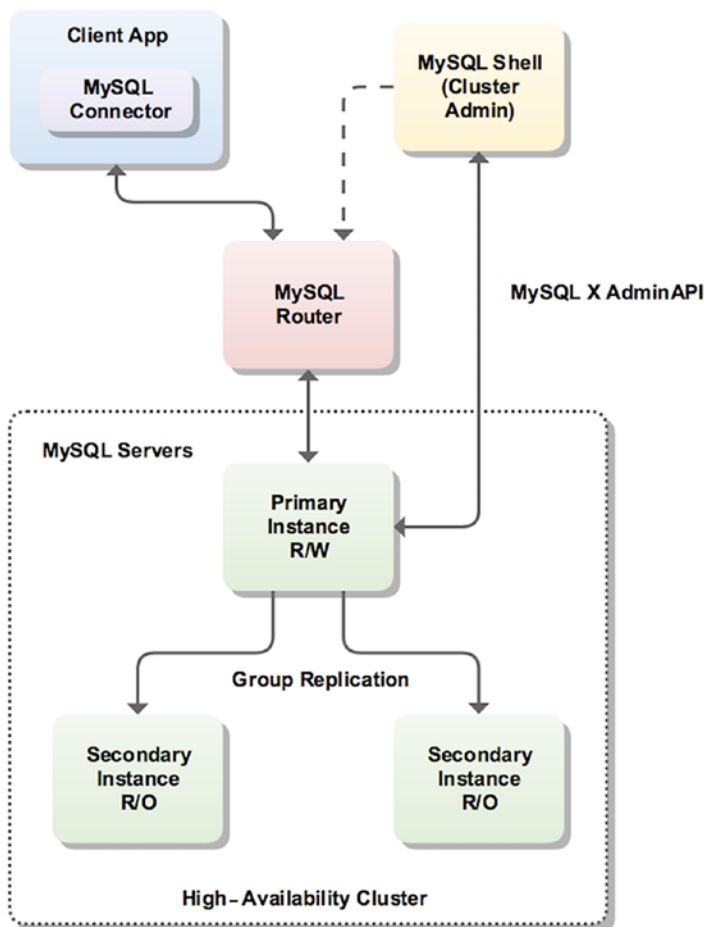 Client App
MySQL
Connector
MySQL Shell
(Cluster
Admin)
MySQL
Router
MySQL X AdminAPI
MySQL Servers
Primary
Instance
R/W
Group Replication
Secondary
Instance
R/O
Secondary
Instance
R/O
High-Availability Cluster